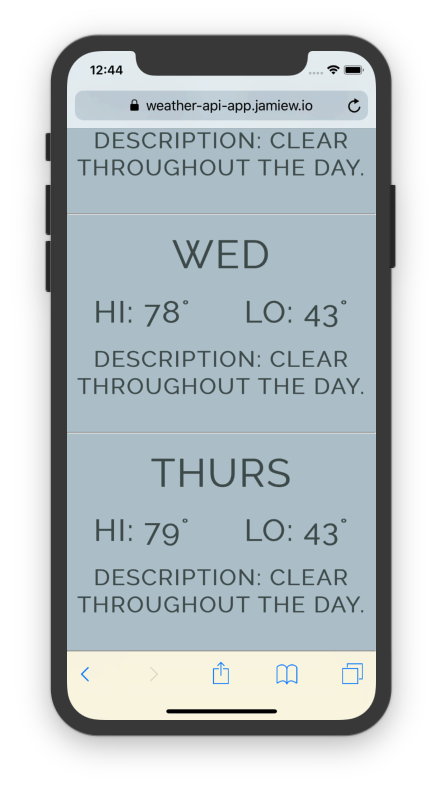 12:44
weather-api-app.jamiew.io
DESCRIPTION: CLEAR
THROUGHOUT THE DAY.
WED
HI: 78° LO: 43°
DESCRIPTION: CLEAR
THROUGHOUT THE DAY.
THURS
HI: 79° LO: 43°
DESCRIPTION: CLEAR
THROUGHOUT THE DAY.